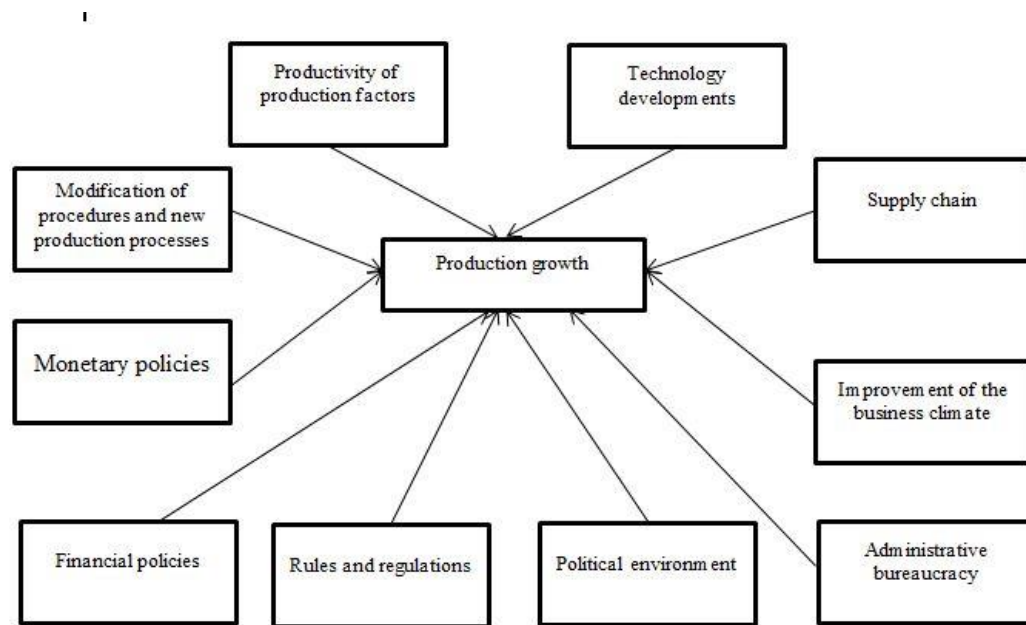 Productivity of
production factors
Technology
developments
Modification of
procedures and new
production processes
Supply chain
Production growth
Monetary policies
Improvement of the
business climate
Financial policies
Rules and regulations
Political environment
Administrative
bureaucracy